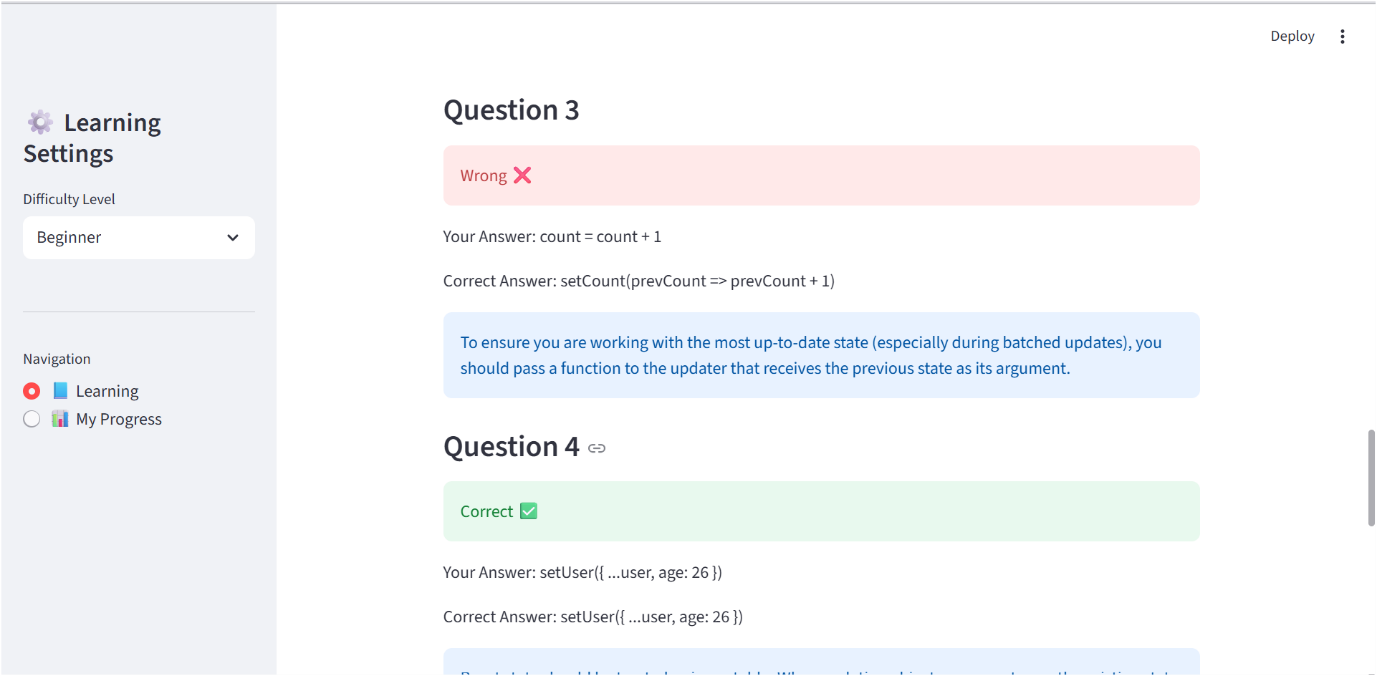 Deploy
Learning
Settings
Difficulty Level
Beginner
Navigation
Learning
My Progress
Question 3
Wrong ❌
Your Answer: count = count + 1
Correct Answer: setCount(prevCount => prevCount + 1)
To ensure you are working with the most up-to-date state (especially during batched updates), you
should pass a function to the updater that receives the previous state as its argument.
Question 4
Correct ✅
Your Answer: setUser({ ...user, age: 26 })
Correct Answer: setUser({ ...user, age: 26 })